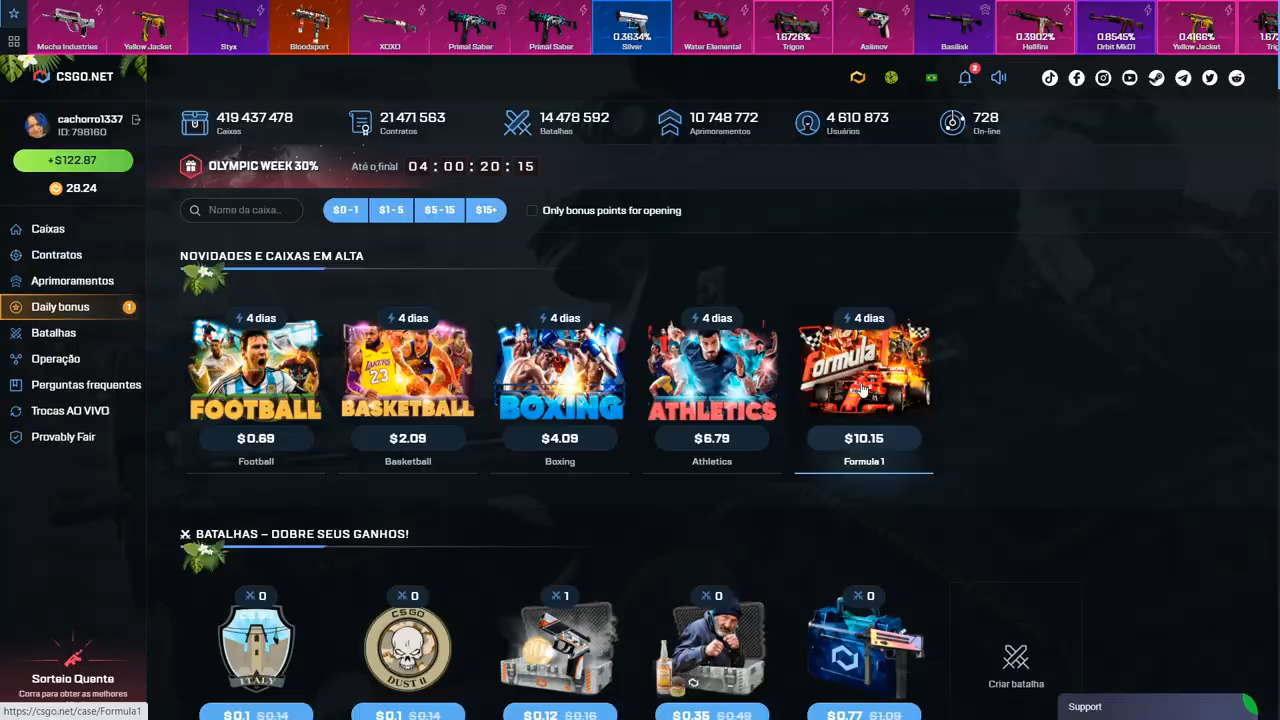 Mecha Industries
Yellow Jacket
Styx
Bloodsport
XOXO
Primal Saber
Primal Saber
0.3634%
Silver
Water Elemental
1.6726%
Trigon
Asiimov
Basilisk
0.3902%
Hellfire
0.8545%
Orbit Mk01
0.4166%
Yellow Jacket
CSGO.NET
2
cachorro1337
ID: 798160
+$122.87
28.24
419 437 478
Caixas
21 471 563
Contratos
14 478 592
Batalhas
10 748 772
Aprimoramentos
4 610 873
Usuários
728
On-line
OLYMPIC WEEK 30%
Até o final
04 : 00 : 20 : 15
Nome da caixa..
$0 - 1
$1 - 5
$5 - 15
$15+
Only bonus points for opening
Caixas
Contratos
Aprimoramentos
Daily bonus
1
Batalhas
Operação
Perguntas frequentes
Trocas AO VIVO
Provably Fair
NOVIDADES E CAIXAS EM ALTA
4 dias
4 dias
4 dias
4 dias
4 dias
LAKERS
23
Formula 1
FOOTBALL
BASKETBALL
BOXING
ATHLETICS
$0.69
$2.09
$4.09
$6.79
$10.15
Football
Basketball
Boxing
Athletics
Formula 1
BATALHAS – DOBRE SEUS GANHOS!
0
0
1
0
0
CSGO
ITALY
DUST II
Criar batalha
$0.1 $0.14
$0.1 $0.14
$0.12 $0.16
$0.35 $0.49
$0.77 $1.09
Sorteio Quente
Corra para obter as melhores
https://csgo.net/case/Formula1
Support